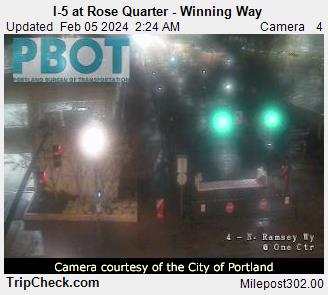 I-5 at Rose Quarter - Winning Way
Updated  Feb 05 2024  2:24 AM  Camera  4
PBOT
PORTLAND BUREAU OF TRANSPORTATION
4 - N. Ramsey Wy
@ One Ctr
Camera courtesy of the City of Portland
TripCheck.com  Milepost302.00